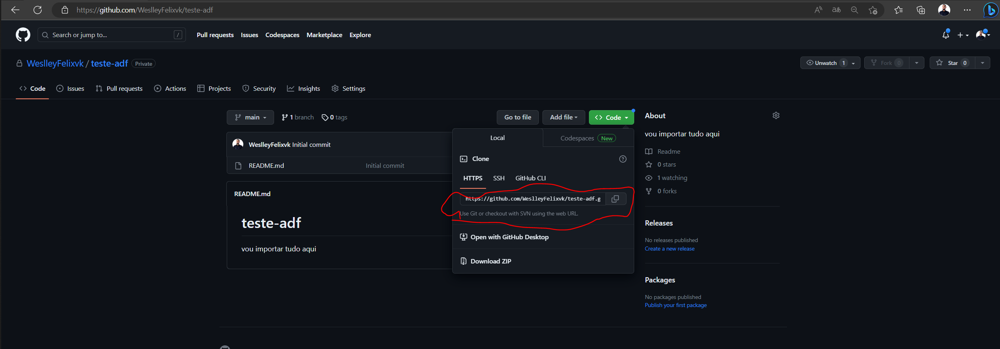 https://github.com/WeslleyFelixvk/teste-adf
Search or jump to... /
Pull requests Issues Codespaces Marketplace Explore
WeslleyFelixvk / teste-adf Private
Unwatch 1 Fork 0 Star 0
Code Issues Pull requests Actions Projects Security Insights Settings
main 1 branch 0 tags Go to file Add file Code
WeslleyFelixvk Initial commit
README.md Initial commit
README.md
teste-adf
vou importar tudo aqui
Local Codespaces New
Clone
HTTPS SSH GitHub CLI
https://github.com/WeslleyFelixvk/teste-adf.g
Use Git or checkout with SVN using the web URL.
Open with GitHub Desktop
Download ZIP
About
vou importar tudo aqui
Readme
0 stars
1 watching
0 forks
Releases
No releases published
Create a new release
Packages
No packages published
Publish your first package